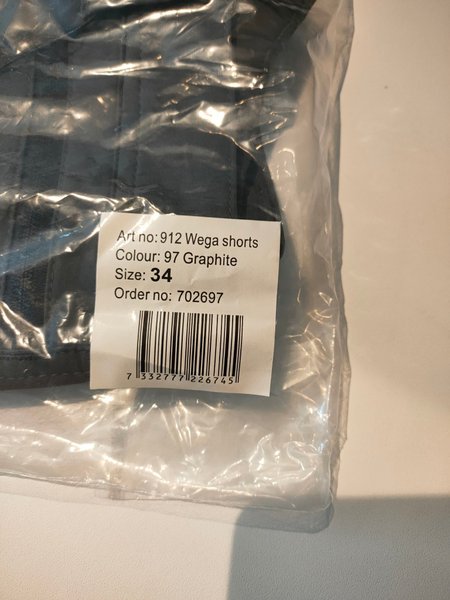 Art no: 912 Wega shorts
Colour: 97 Graphite
Size: 34
Order no: 702697
7 332777 226745